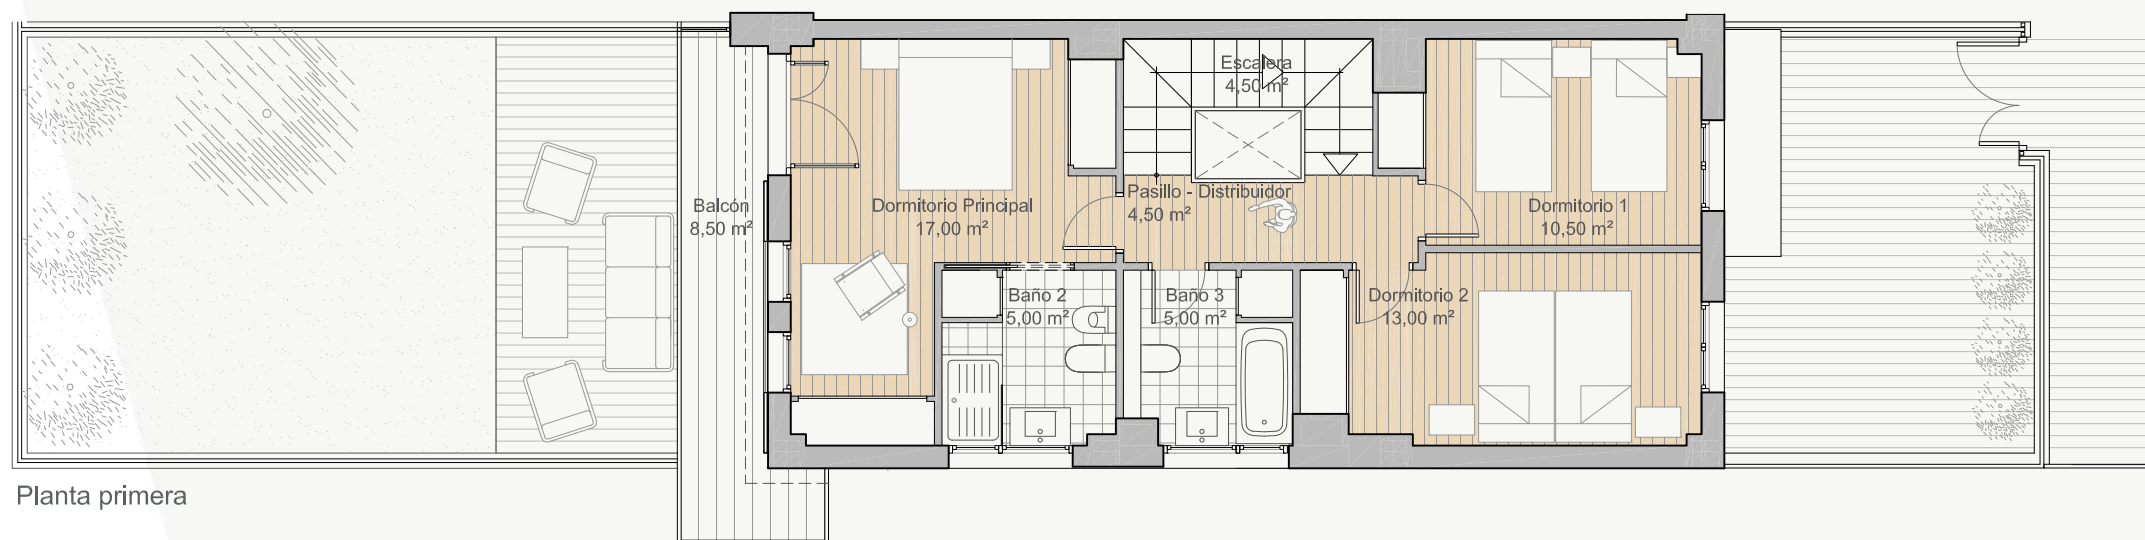 Escalera
4,50 m²
Balcón
8,50 m²
Dormitorio Principal
17,00 m²
Pasillo - Distribuidor
4,50 m²
Dormitorio 1
10,50 m²
Baño 2
5,00 m²
Baño 3
5,00 m²
Dormitorio 2
13,00 m²
Planta primera